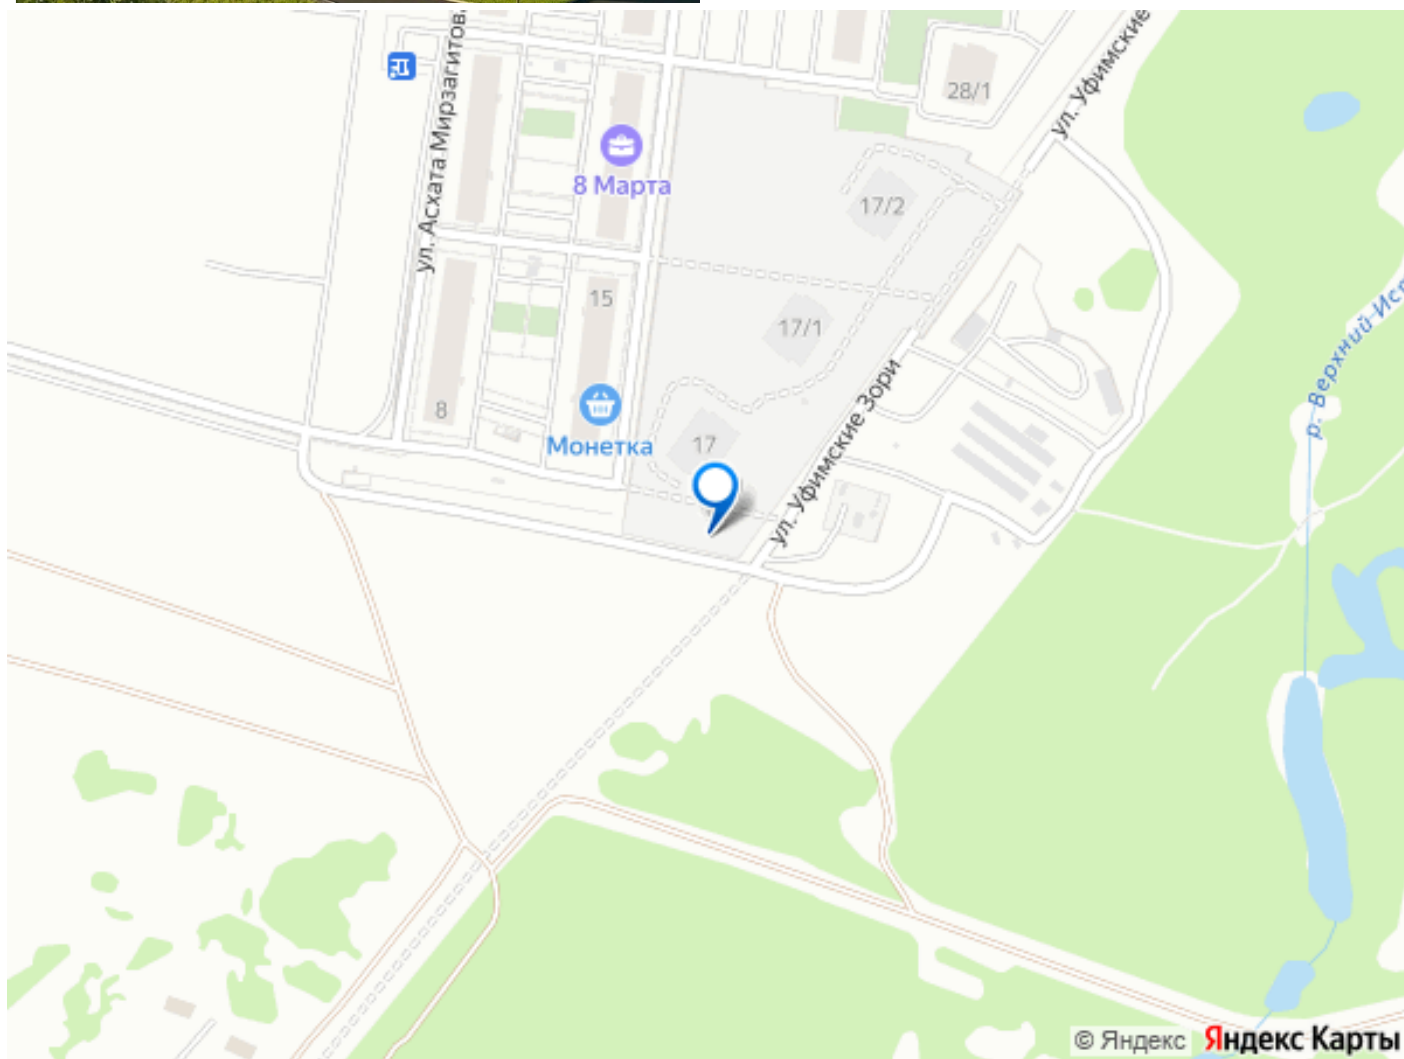 ул. Асхата Мирзагитов
ул. Уфимские
28/1
8 Марта
17/2
15
17/1
р. Верхний Ис
8
Монетка
17
ул. Уфимские Зори
© Яндекс Яндекс Карты